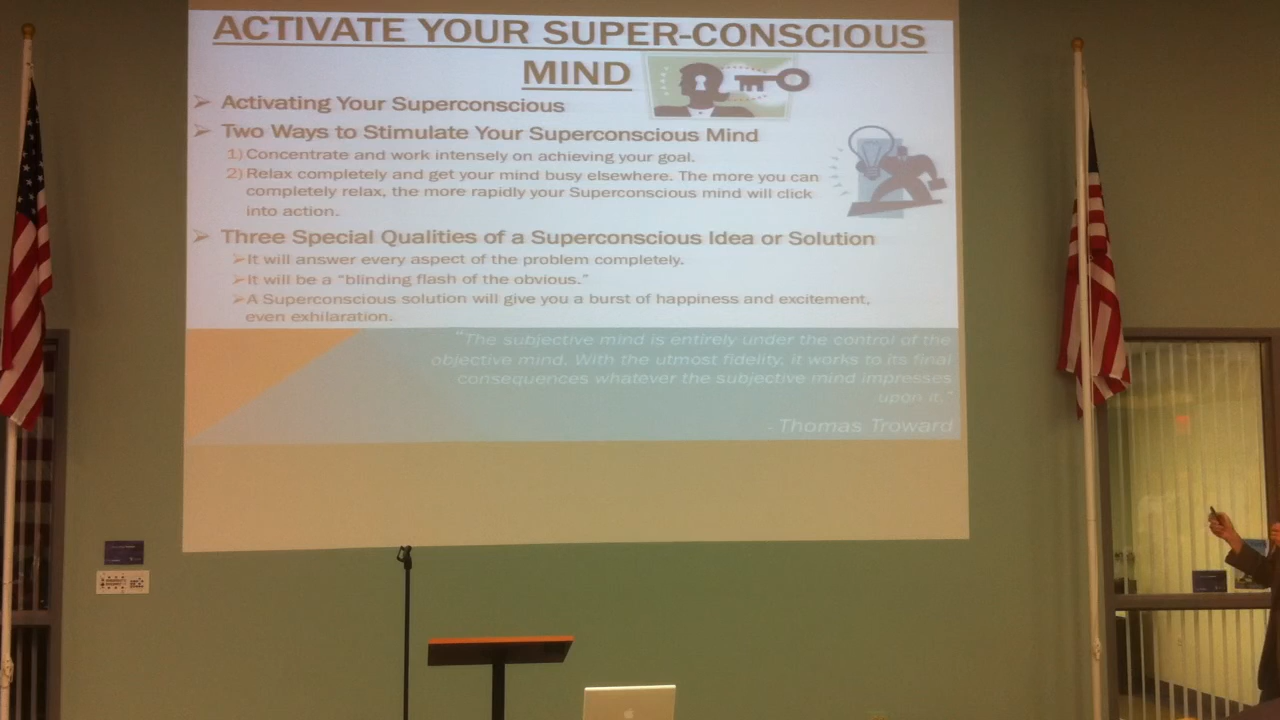 ACTIVATE YOUR SUPER-CONSCIOUS
MIND
➢ Activating Your Superconscious
➢ Two Ways to Stimulate Your Superconscious Mind
1) Concentrate and work intensely on achieving your goal.
2) Relax completely and get your mind busy elsewhere. The more you can
completely relax, the more rapidly your Superconscious mind will click
into action.
➢ Three Special Qualities of a Superconscious Idea or Solution
➢It will answer every aspect of the problem completely.
➢It will be a “blinding flash of the obvious.”
➢A Superconscious solution will give you a burst of happiness and excitement,
even exhilaration.
“The subjective mind is entirely under the control of the
objective mind. With the utmost fidelity, it works to its final
consequences whatever the subjective mind impresses
upon it.”
- Thomas Troward